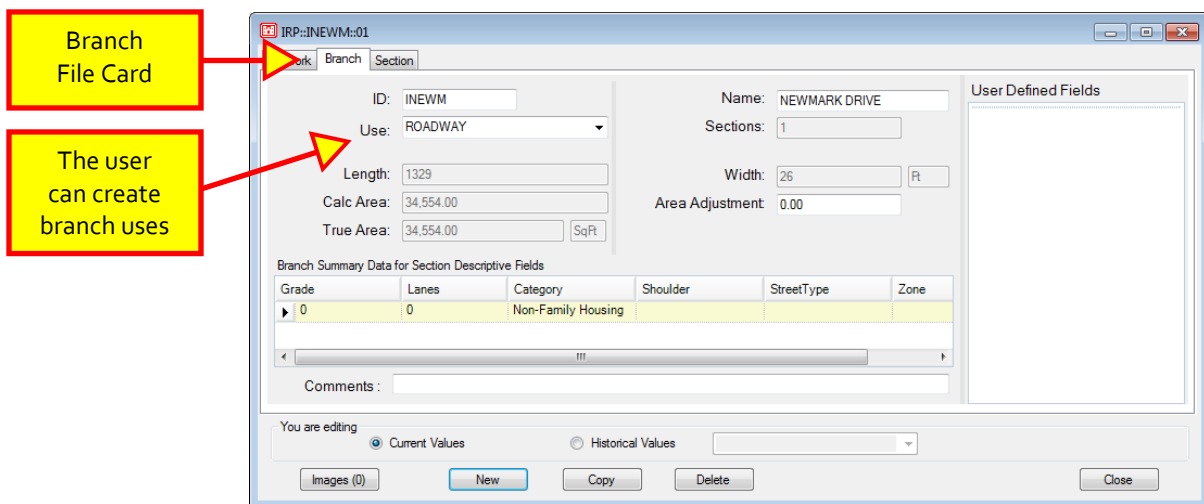 Branch
File Card
The user
can create
branch uses
IRP::INEWM::01
ork Branch Section
ID: INEWM
Name: NEWMARK DRIVE
Use: ROADWAY
Sections: 1
Length: 1329
Width: 26 Ft
Calc Area: 34,554.00
Area Adjustment: 0.00
True Area: 34,554.00 SqFt
User Defined Fields
Branch Summary Data for Section Descriptive Fields
Grade Lanes Category Shoulder StreetType Zone
0 0 Non-Family Housing
Comments :
You are editing
Current Values Historical Values
Images (0) New Copy Delete Close